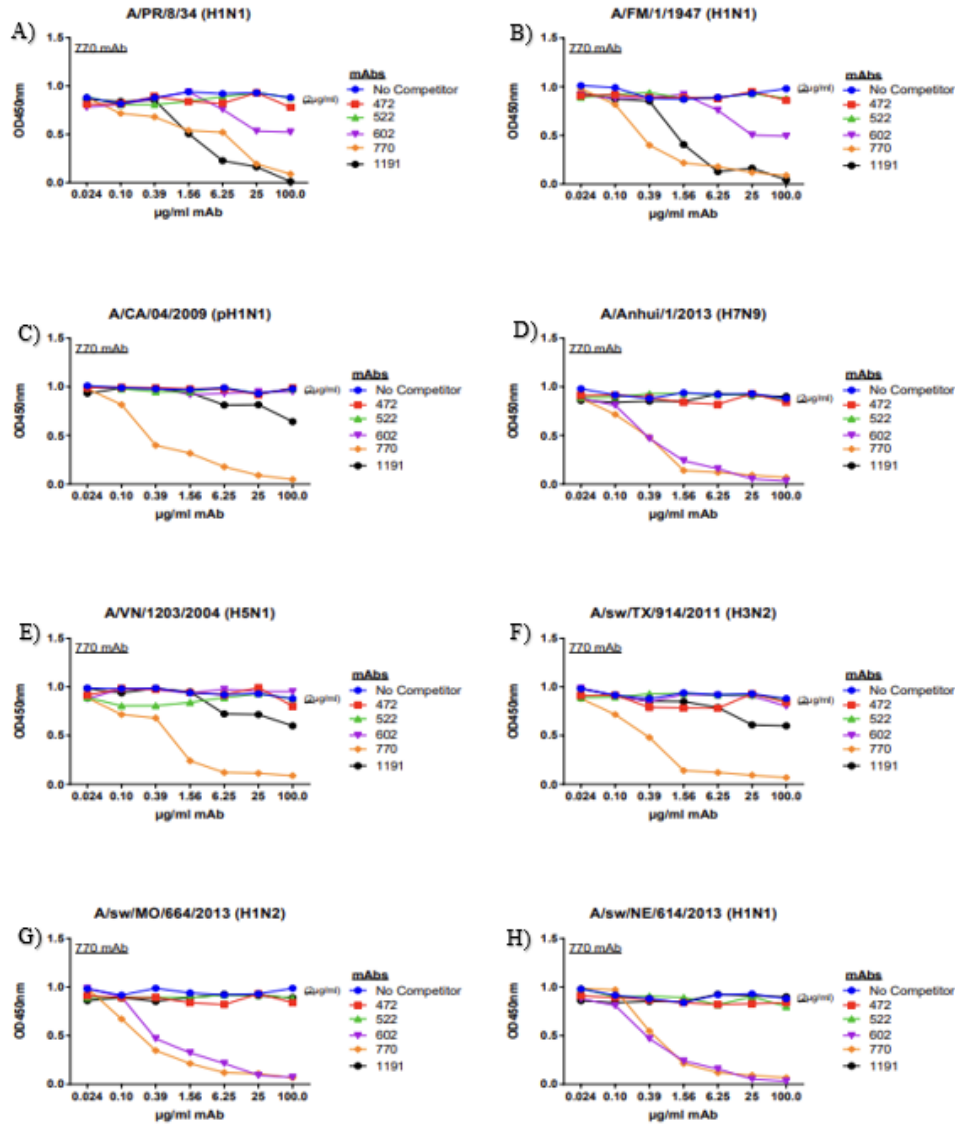 A) A/PR/8/34 (H1N1)
770 mAb
OD450nm
1.5
1.0
0.5
0.0
0.024 0.10 0.39 1.56 6.25 25 100.0
µg/ml mAb
(2µg/ml)
mAbs
No Competitor
472
522
602
770
1191
B) A/FM/1/1947 (H1N1)
770 mAb
OD450nm
1.5
1.0
0.5
0.0
0.024 0.10 0.39 1.56 6.25 25 100.0
µg/ml mAb
(2µg/ml)
mAbs
No Competitor
472
522
602
770
1191
C) A/CA/04/2009 (pH1N1)
770 mAb
OD450nm
1.5
1.0
0.5
0.0
0.024 0.10 0.39 1.56 6.25 25 100.0
µg/ml mAb
(2µg/ml)
mAbs
No Competitor
472
522
602
770
1191
D) A/Anhui/1/2013 (H7N9)
770 mAb
OD450nm
1.5
1.0
0.5
0.0
0.024 0.10 0.39 1.56 6.25 25 100.0
µg/ml mAb
(2µg/ml)
mAbs
No Competitor
472
522
602
770
1191
E) A/VN/1203/2004 (H5N1)
770 mAb
OD450nm
1.5
1.0
0.5
0.0
0.024 0.10 0.39 1.56 6.25 25 100.0
µg/ml mAb
(2µg/ml)
mAbs
No Competitor
472
522
602
770
1191
F) A/sw/TX/914/2011 (H3N2)
770 mAb
OD450nm
1.5
1.0
0.5
0.0
0.024 0.10 0.39 1.56 6.25 25 100.0
µg/ml mAb
(2µg/ml)
mAbs
No Competitor
472
522
602
770
1191
G) A/sw/MO/664/2013 (H1N2)
770 mAb
OD450nm
1.5
1.0
0.5
0.0
0.024 0.10 0.39 1.56 6.25 25 100.0
µg/ml mAb
(2µg/ml)
mAbs
No Competitor
472
522
602
770
1191
H) A/sw/NE/614/2013 (H1N1)
770 mAb
OD450nm
1.5
1.0
0.5
0.0
0.024 0.10 0.39 1.56 6.25 25 100.0
µg/ml mAb
(2µg/ml)
mAbs
No Competitor
472
522
602
770
1191